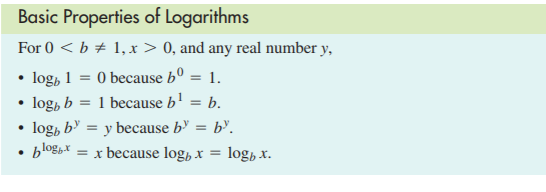 Basic Properties of Logarithms
For 0 < b ≠ 1, x > 0, and any real number y,
• log_b 1 = 0 because b^0 = 1.
• log_b b = 1 because b^1 = b.
• log_b b^y = y because b^y = b^y.
• b^{log_b x} = x because log_b x = log_b x.